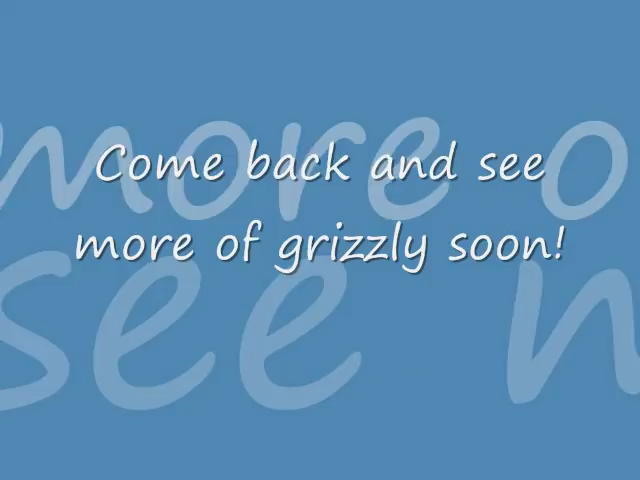 Come back and see
more of grizzly soon!
more o
see n